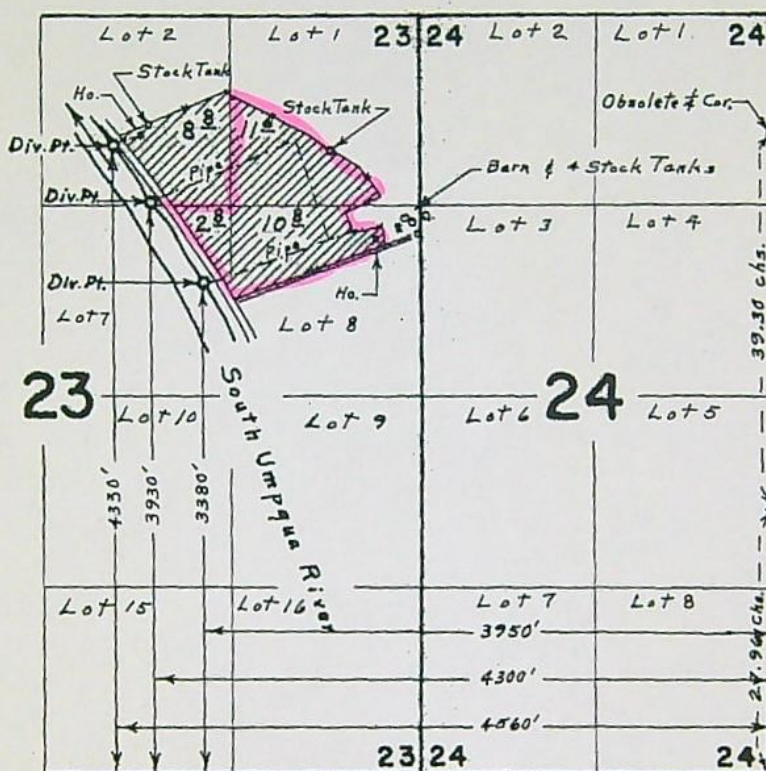 Lot 2 Lot 1 23 24 Lot 2 Lot 1 24
Stock Tank
Ho.
Stock Tank
Obsolete ¼ Cor.
8.8 11.6
Div. Pt.
Pipe
Barn & 4 Stock Tanks
Div. Pt.
2.8 10.8
Lot 3 Lot 4
Pipe
Div. Pt.
Ho.
Lot 7
Lot 8
39.30 chs.
23 24
Lot 10 Lot 9 Lot 6 Lot 5
South Umpqua River
4330'
3930'
3380'
Lot 15 Lot 16 Lot 7 Lot 8
3950'
27.96 chs.
4300'
4560'
23 24